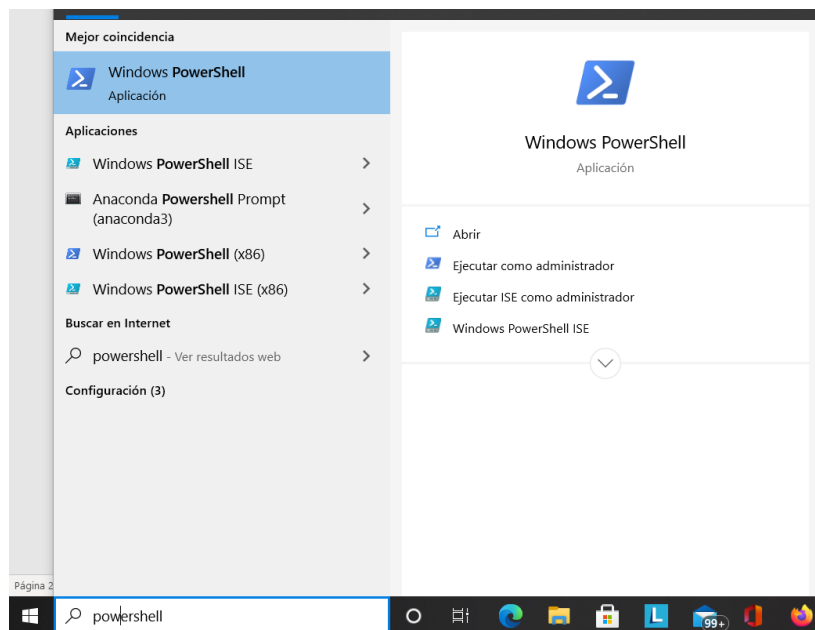 Mejor coincidencia
Windows PowerShell
Aplicación
Aplicaciones
Windows PowerShell ISE
Anaconda Powershell Prompt
(anaconda3)
Windows PowerShell (x86)
Windows PowerShell ISE (x86)
Buscar en Internet
powershell - Ver resultados web
Configuración (3)
Windows PowerShell
Aplicación
Abrir
Ejecutar como administrador
Ejecutar ISE como administrador
Windows PowerShell ISE
Página 2
powershell
L
99+